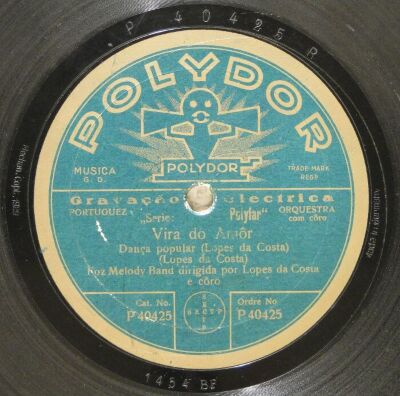 P 40425 R
POLYDOR
POLYDOR
MUSICA
G. D.
TRADE MARK
REGD
Gravação electrica
PORTUGUEZ „Serie: Polyfar“ ORQUESTRA
com côro
Vira do Amôr
Dança popular (Lopes da Costa)
(Lopes da Costa)
Foz Melody Band dirigida por Lopes da Costa
e côro
Cat. No.
P 40425
Ordre No
P 40425
1454 BF